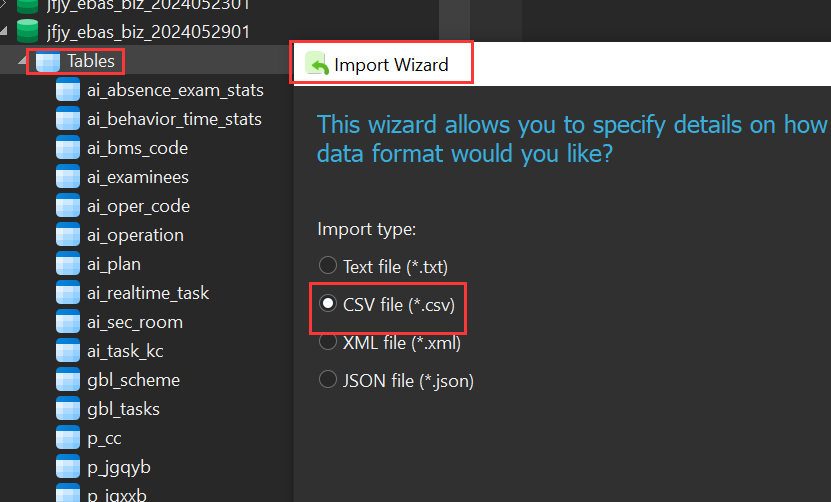 jfjy_ebas_biz_2024052301
jfjy_ebas_biz_2024052901
Tables
ai_absence_exam_stats
ai_behavior_time_stats
ai_bms_code
ai_examinees
ai_oper_code
ai_operation
ai_plan
ai_realtime_task
ai_sec_room
ai_task_kc
gbl_scheme
gbl_tasks
p_cc
p_jgqyb
p_jgxxb
Import Wizard
This wizard allows you to specify details on how
data format would you like?
Import type:
Text file (*.txt)
CSV file (*.csv)
XML file (*.xml)
JSON file (*.json)